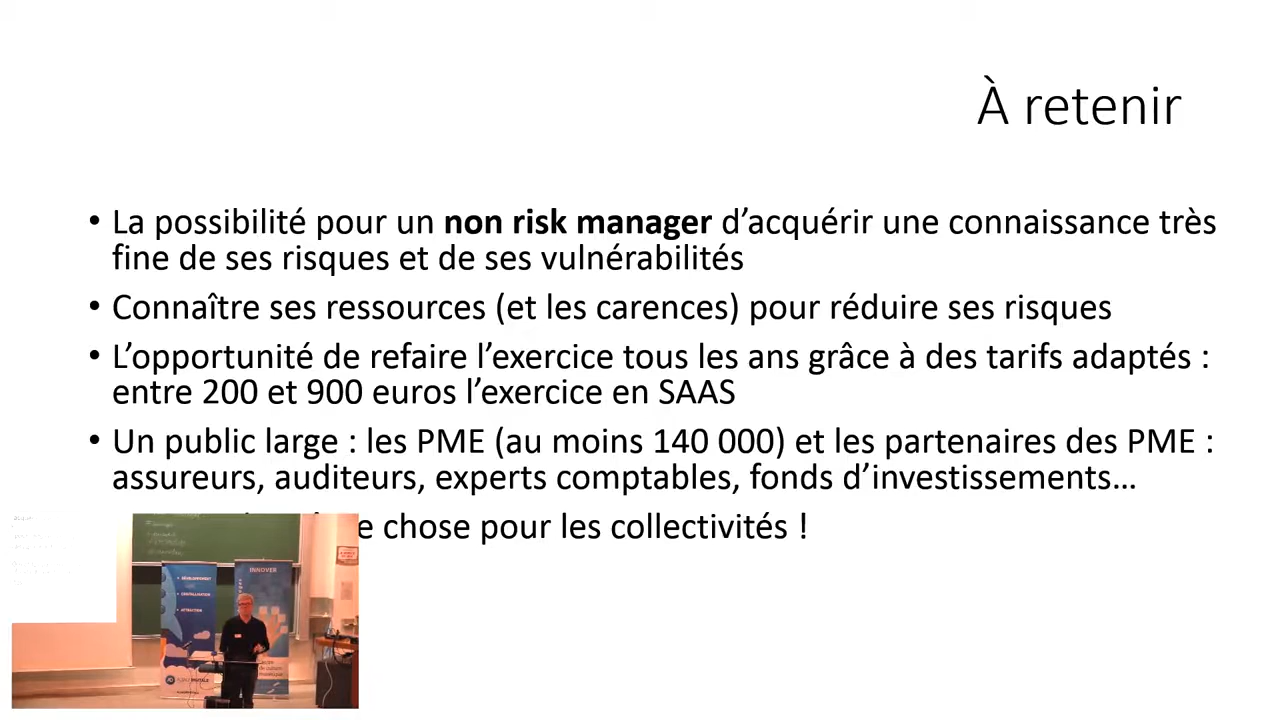 À retenir
• La possibilité pour un non risk manager d’acquérir une connaissance très
fine de ses risques et de ses vulnérabilités
• Connaître ses ressources (et les carences) pour réduire ses risques
• L’opportunité de refaire l’exercice tous les ans grâce à des tarifs adaptés :
entre 200 et 900 euros l’exercice en SAAS
• Un public large : les PME (au moins 140 000) et les partenaires des PME :
assureurs, auditeurs, experts comptables, fonds d’investissements…
chose pour les collectivités !
INNOVER